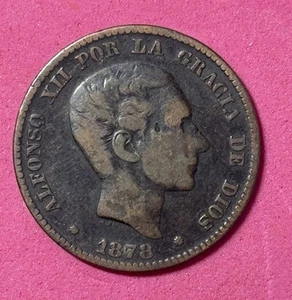 ALFONSO XII POR LA GRACIA DE DIOS
* 1878 *